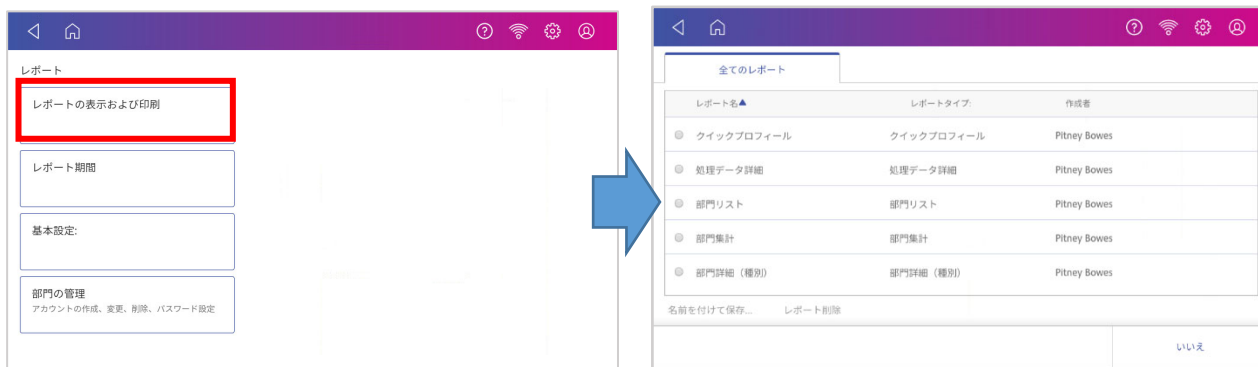 レポート
レポートの表示および印刷
レポート期間
基本設定:
部門の管理
アカウントの作成、変更、削除、パスワード設定
全てのレポート
レポート名▲ レポートタイプ: 作成者
クイックプロフィール クイックプロフィール Pitney Bowes
処理データ詳細 処理データ詳細 Pitney Bowes
部門リスト 部門リスト Pitney Bowes
部門集計 部門集計 Pitney Bowes
部門詳細（種別） 部門詳細（種別） Pitney Bowes
名前を付けて保存... レポート削除
いいえ